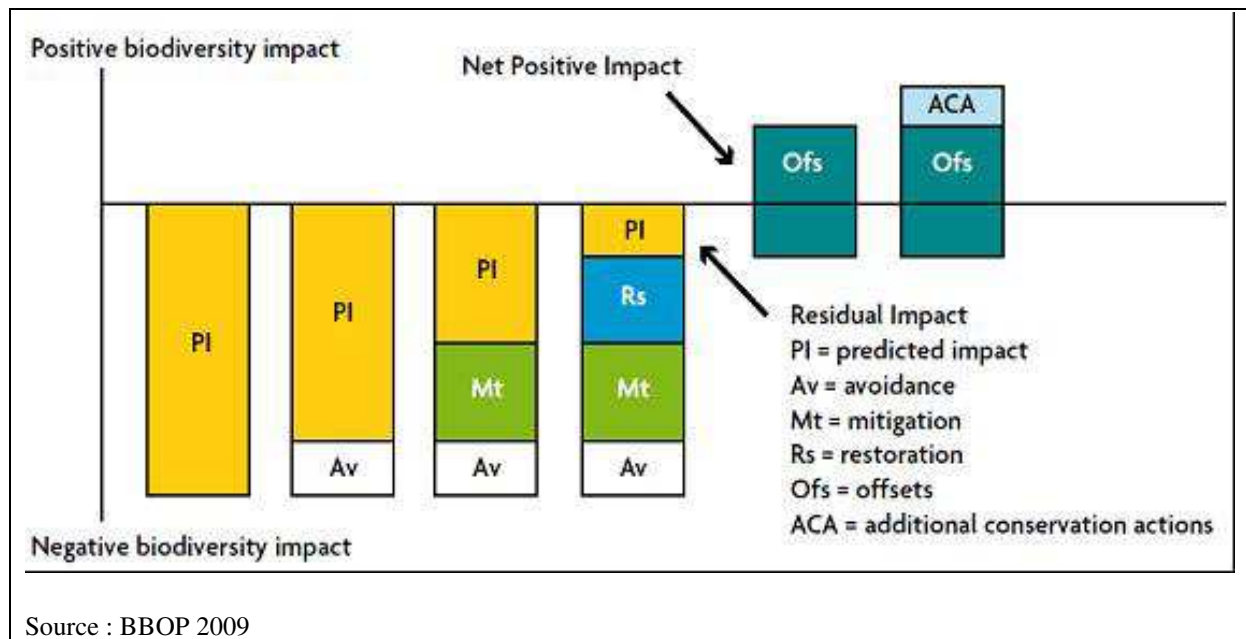 Positive biodiversity impact
Net Positive Impact
ACA
Ofs
Ofs
PI
PI
PI
PI
Rs
Mt
Mt
Av
Av
Av
Residual Impact
PI = predicted impact
Av = avoidance
Mt = mitigation
Rs = restoration
Ofs = offsets
ACA = additional conservation actions
Negative biodiversity impact
Source : BBOP 2009